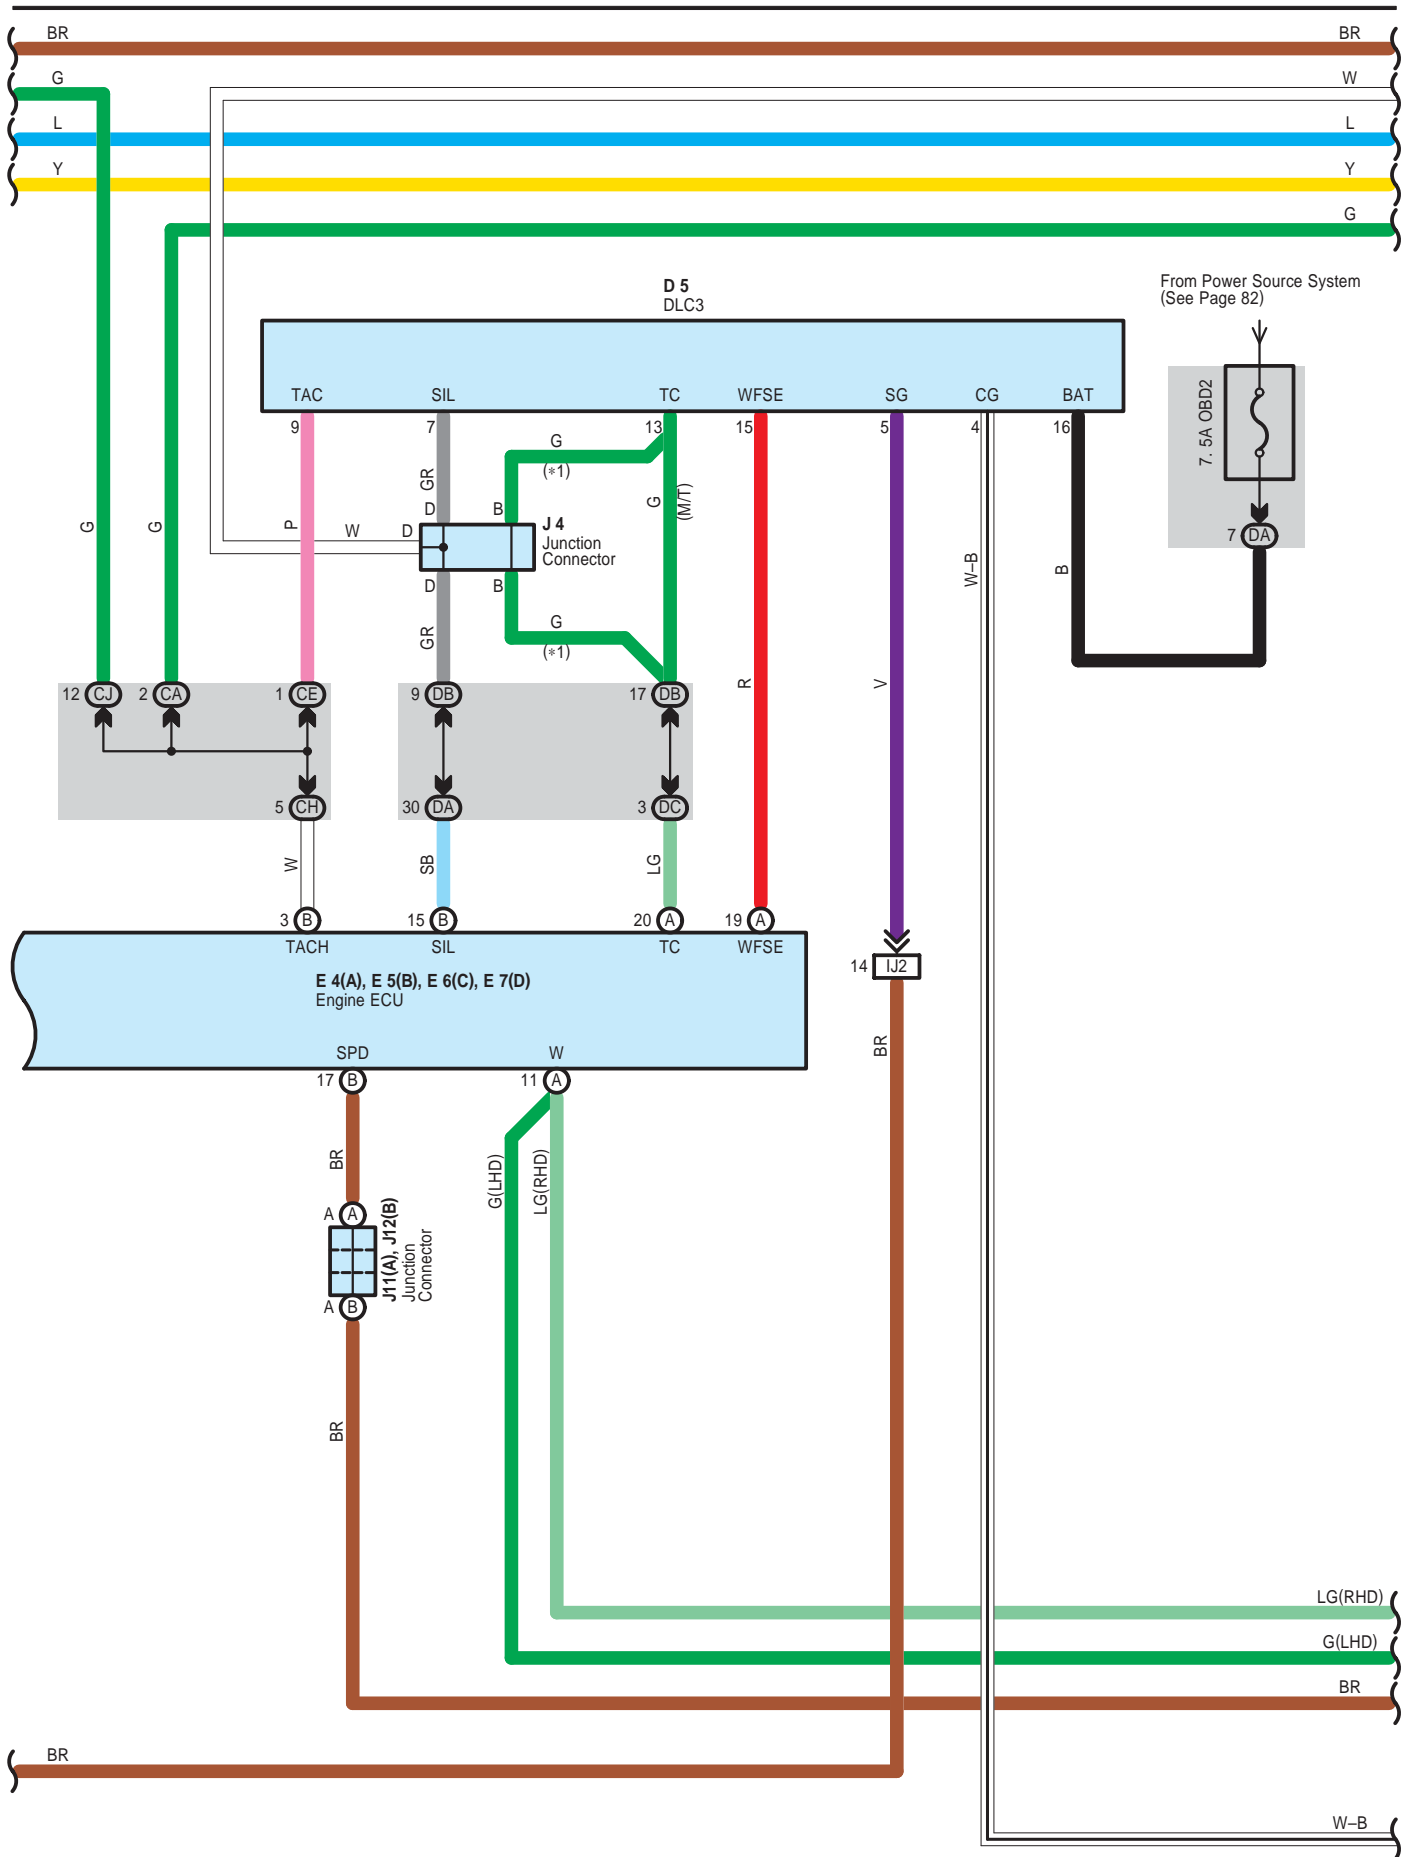 BR BR
G W
L L
Y Y
G
From Power Source System
(See Page 82)
D 5
DLC3
TAC SIL TC WFSE SG CG BAT
9 7 13 15 5 4 16
7. 5A OBD2
G
(*1)
GR
G
(M/T)
D B
J 4
Junction
Connector
W D
P
G G
7 DA
D B
W–B
B
GR
G
(*1)
R
V
12 CJ 2 CA 1 CE 9 DB 17 DB
5 CH 30 DA 3 DC
W SB LG
3 B 15 B 20 A 19 A
TACH SIL TC WFSE
14 IJ2
E 4(A), E 5(B), E 6(C), E 7(D)
Engine ECU
BR
SPD W
17 B 11 A
BR
G(LHD)
LG(RHD)
A A
J11(A), J12(B)
Junction
Connector
A B
BR
LG(RHD)
G(LHD)
BR
BR
W–B